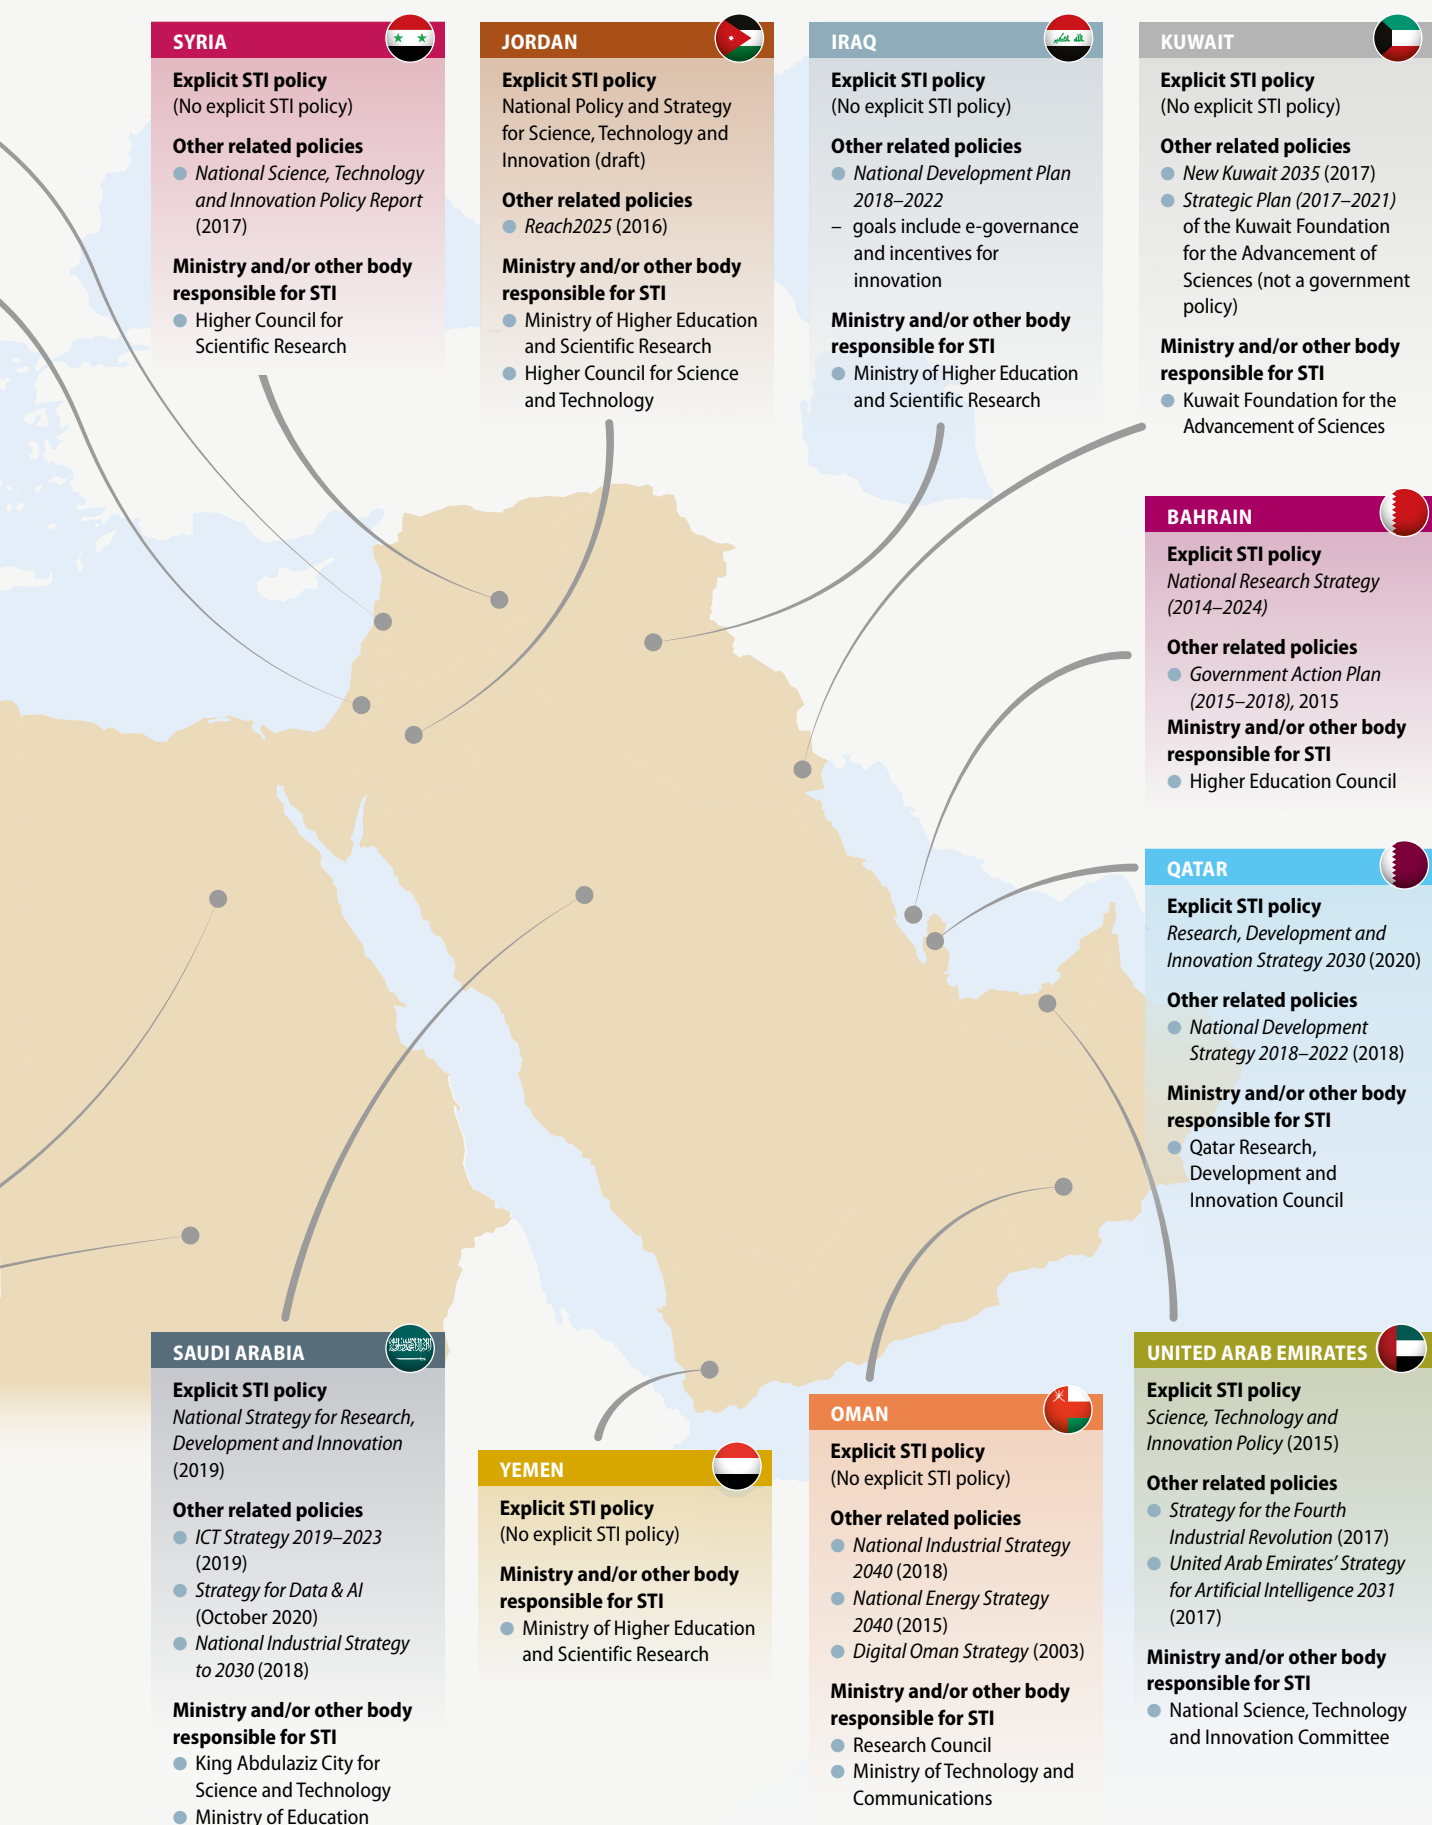 SYRIA
Explicit STI policy
(No explicit STI policy)
Other related policies
National Science, Technology
and Innovation Policy Report
(2017)
Ministry and/or other body
responsible for STI
Higher Council for
Scientific Research
JORDAN
Explicit STI policy
National Policy and Strategy
for Science, Technology and
Innovation (draft)
Other related policies
Reach2025 (2016)
Ministry and/or other body
responsible for STI
Ministry of Higher Education
and Scientific Research
Higher Council for Science
and Technology
IRAQ
Explicit STI policy
(No explicit STI policy)
Other related policies
National Development Plan
2018–2022
– goals include e-governance
and incentives for
innovation
Ministry and/or other body
responsible for STI
Ministry of Higher Education
and Scientific Research
KUWAIT
Explicit STI policy
(No explicit STI policy)
Other related policies
New Kuwait 2035 (2017)
Strategic Plan (2017–2021)
of the Kuwait Foundation
for the Advancement of
Sciences (not a government
policy)
Ministry and/or other body
responsible for STI
Kuwait Foundation for the
Advancement of Sciences
BAHRAIN
Explicit STI policy
National Research Strategy
(2014–2024)
Other related policies
Government Action Plan
(2015–2018), 2015
Ministry and/or other body
responsible for STI
Higher Education Council
QATAR
Explicit STI policy
Research, Development and
Innovation Strategy 2030 (2020)
Other related policies
National Development
Strategy 2018–2022 (2018)
Ministry and/or other body
responsible for STI
Qatar Research,
Development and
Innovation Council
SAUDI ARABIA
Explicit STI policy
National Strategy for Research,
Development and Innovation
(2019)
Other related policies
ICT Strategy 2019–2023
(2019)
Strategy for Data & AI
(October 2020)
National Industrial Strategy
to 2030 (2018)
Ministry and/or other body
responsible for STI
King Abdulaziz City for
Science and Technology
Ministry of Education
YEMEN
Explicit STI policy
(No explicit STI policy)
Ministry and/or other body
responsible for STI
Ministry of Higher Education
and Scientific Research
OMAN
Explicit STI policy
(No explicit STI policy)
Other related policies
National Industrial Strategy
2040 (2018)
National Energy Strategy
2040 (2015)
Digital Oman Strategy (2003)
Ministry and/or other body
responsible for STI
Research Council
Ministry of Technology and
Communications
UNITED ARAB EMIRATES
Explicit STI policy
Science, Technology and
Innovation Policy (2015)
Other related policies
Strategy for the Fourth
Industrial Revolution (2017)
United Arab Emirates’ Strategy
for Artificial Intelligence 2031
(2017)
Ministry and/or other body
responsible for STI
National Science, Technology
and Innovation Committee